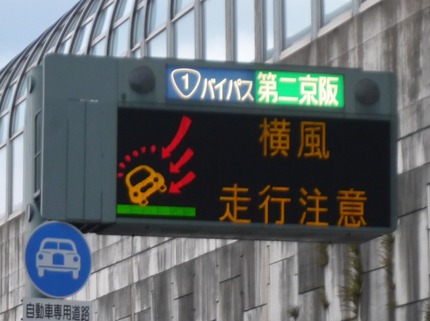 1 バイパス 第二京阪
横風
走行注意
自動車専用道路